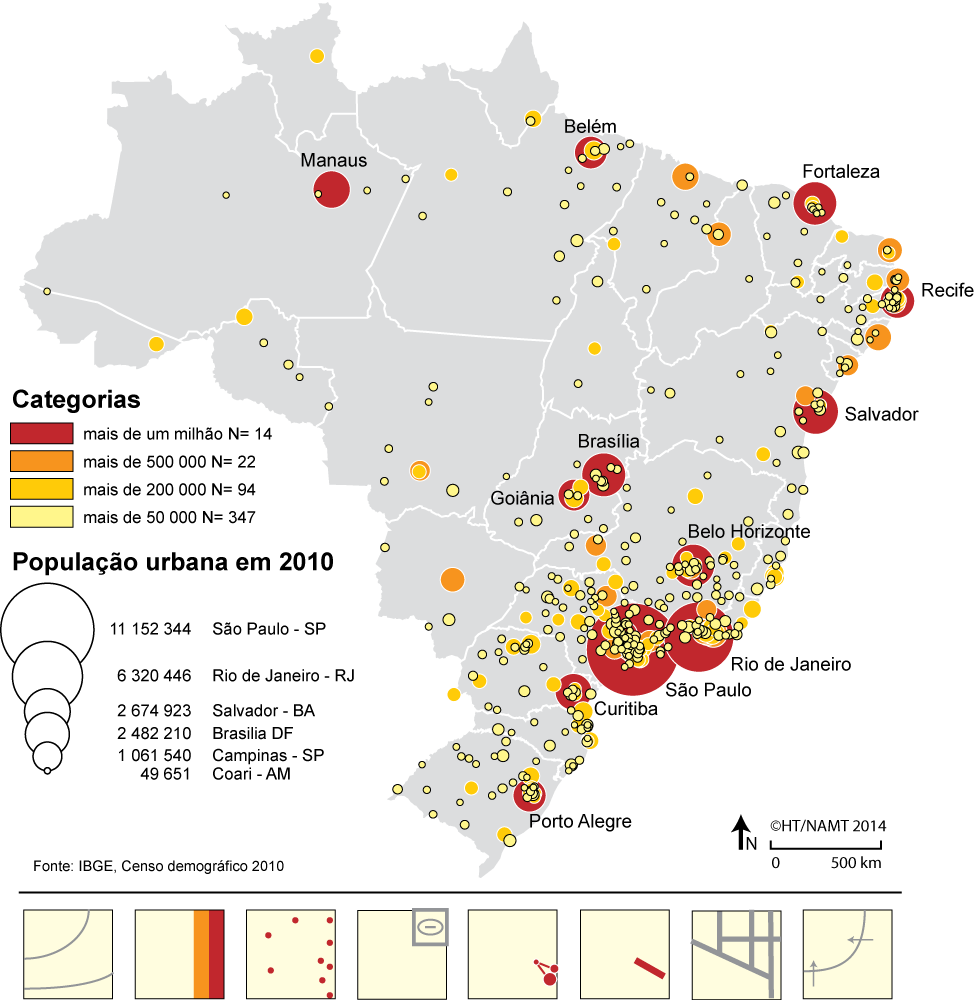 Belém
Manaus
Fortaleza
Recife
Categorias
Salvador
mais de um milhão N= 14
Brasília
mais de 500 000 N= 22
mais de 200 000 N= 94
Goiânia
mais de 50 000 N= 347
Belo Horizonte
População urbana em 2010
11 152 344 São Paulo - SP
Rio de Janeiro
6 320 446 Rio de Janeiro - RJ
São Paulo
Curitiba
2 674 923 Salvador - BA
2 482 210 Brasilia DF
1 061 540 Campinas - SP
49 651 Coari - AM
Porto Alegre
©HT/NAMT 2014
N
0 500 km
Fonte: IBGE, Censo demográfico 2010